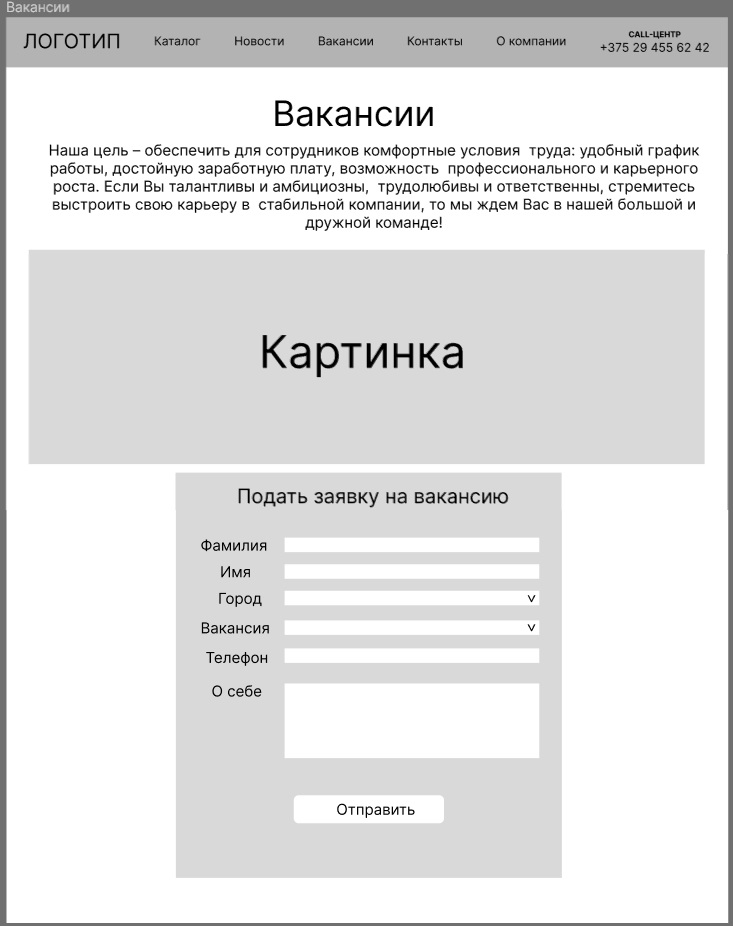 Вакансии
ЛОГОТИП Каталог Новости Вакансии Контакты О компании CALL-ЦЕНТР
+375 29 455 62 42
Вакансии
Наша цель – обеспечить для сотрудников комфортные условия  труда: удобный график
работы, достойную заработную плату, возможность  профессионального и карьерного
роста. Если Вы талантливы и амбициозны,  трудолюбивы и ответственны, стремитесь
выстроить свою карьеру в  стабильной компании, то мы ждем Вас в нашей большой и
дружной команде!
Картинка
Подать заявку на вакансию
Фамилия
Имя
Город
Вакансия
Телефон
О себе
Отправить